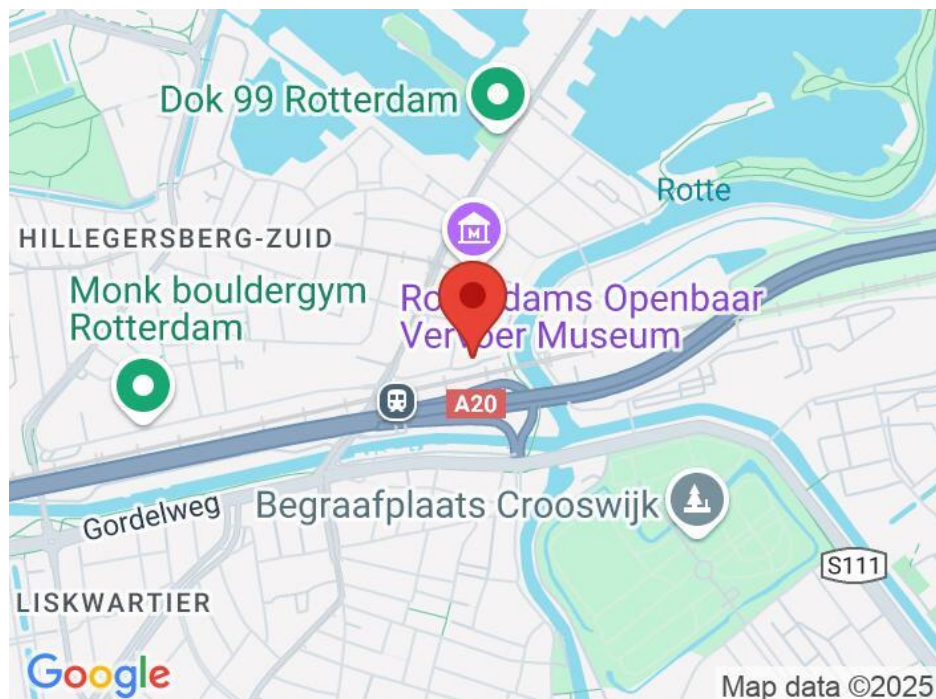 Dok 99 Rotterdam
Rotte
HILLEGERSBERG-ZUID
M
Monk bouldergym
Rotterdam
Openbaar
Museum
A20
Gordelweg
Begraafplaats Crooswijk
S111
LISKWARTIER
Google
Map data ©2025